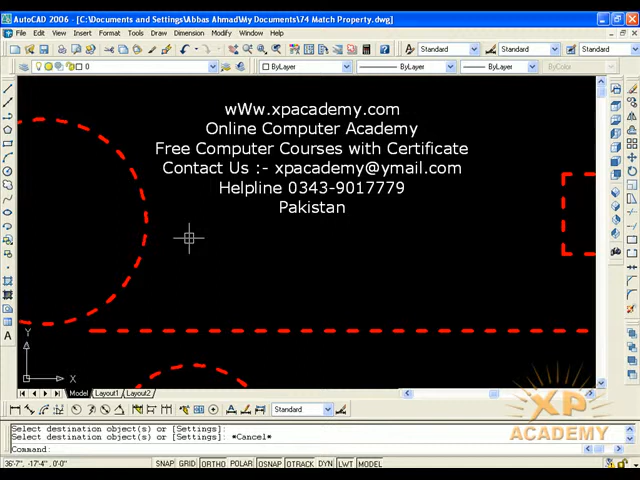 AutoCAD 2006 - [C:\Documents and Settings\Abbas Ahmad\My Documents\74 Match Property.dwg]
File Edit View Insert Format Tools Draw Dimension Modify Window Help Express
Standard Standard Standard
0 ByLayer ByLayer ByLayer ByColor
wWw.xpacademy.com
Online Computer Academy
Free Computer Courses with Certificate
Contact Us :- xpacademy@ymail.com
Helpline 0343-9017779
Pakistan
Y
X
Model Layout1 Layout2
Standard
XP
ACADEMY
Select destination object(s) or [Settings]:
Select destination object(s) or [Settings]: *Cancel*
Command:
36'-7", -17'-4", 0'-0" SNAP GRID ORTHO POLAR OSNAP OTRACK DYN LWT MODEL